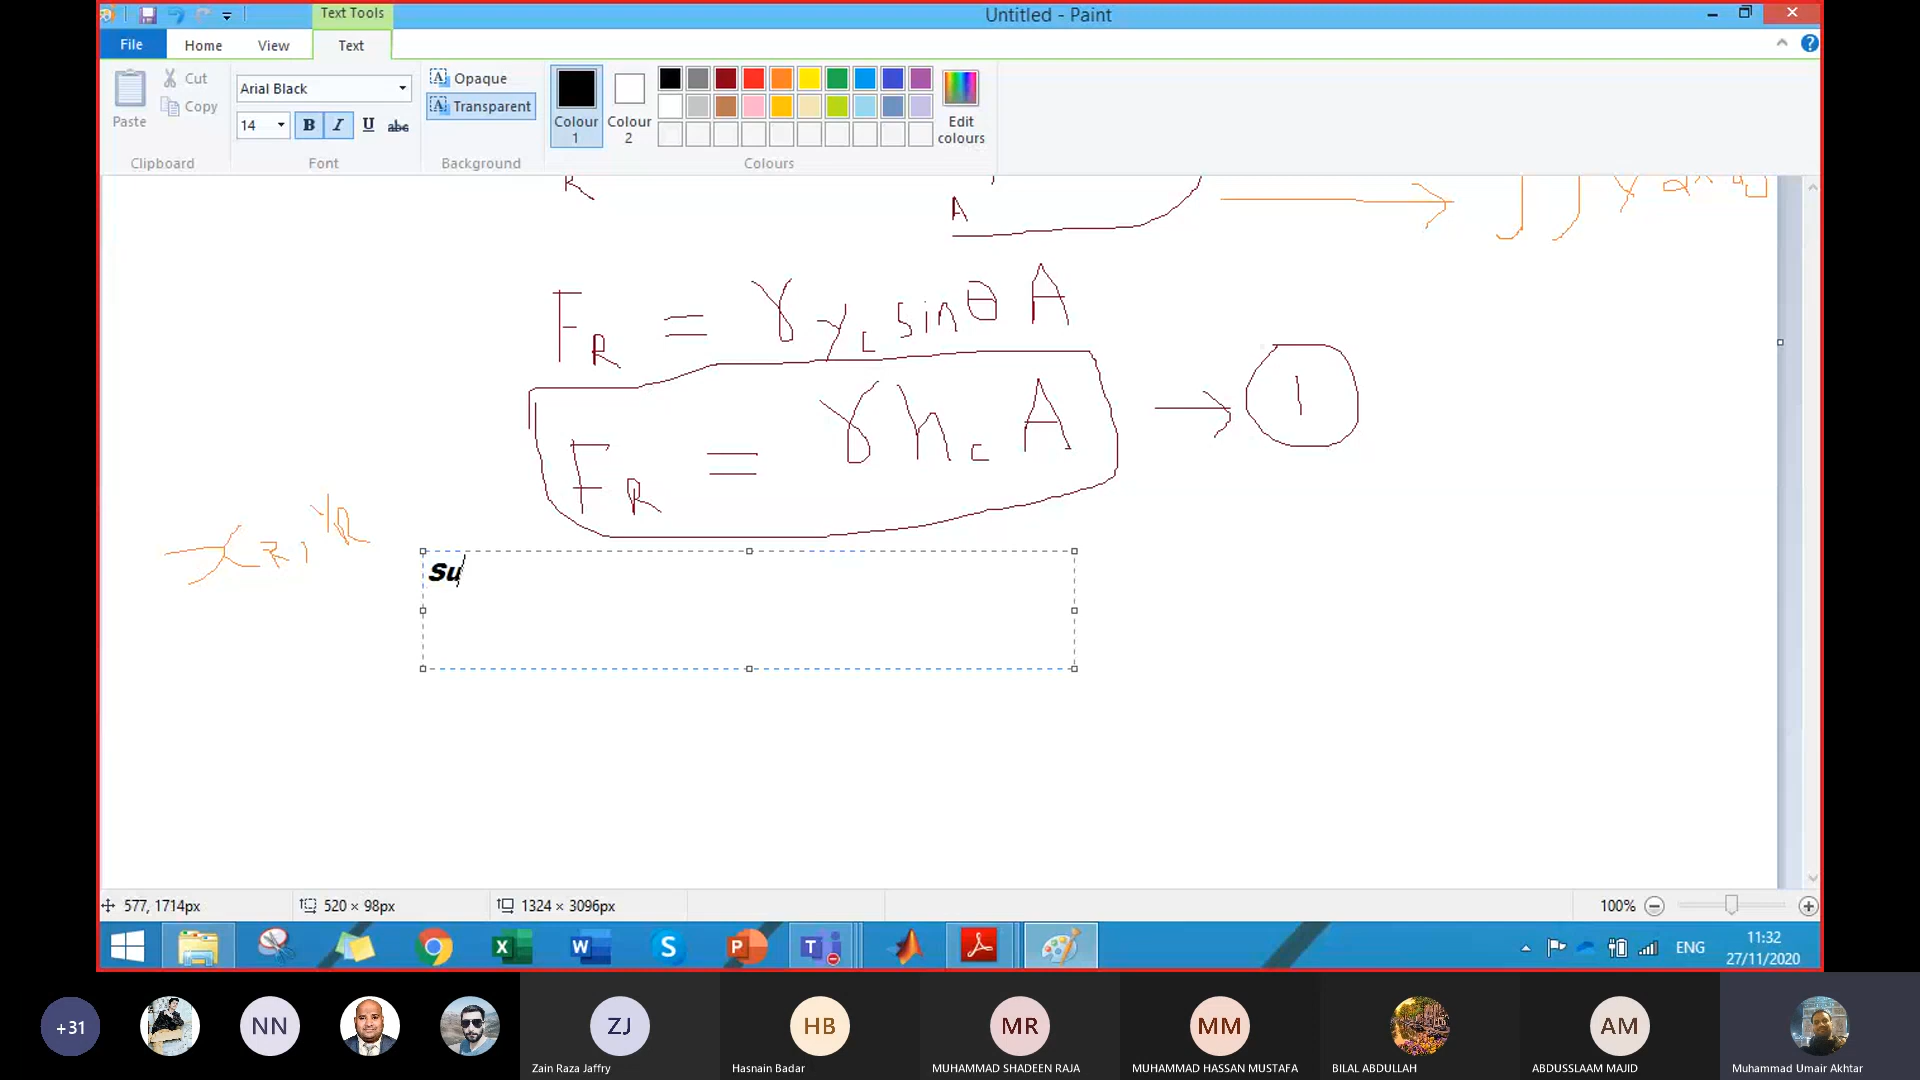 Text Tools
Untitled - Paint
File
Home
View
Text
Paste
Cut
Copy
Clipboard
Arial Black
14
B I U abc
Font
Opaque
Transparent
Background
Colour 1
Colour 2
Edit colours
Colours
R
A
∫∫ γ
F_R = γ y_c sinθ A
F_R = γ h_c A → 1
x_R, y_R
Su
577, 1714px
520 × 98px
1324 × 3096px
100%
ENG
11:32
27/11/2020
+31
NN
ZJ
HB
MR
MM
AM
Zain Raza Jaffry
Hasnain Badar
MUHAMMAD SHADEEN RAJA
MUHAMMAD HASSAN MUSTAFA
BILAL ABDULLAH
ABDUSSLAAM MAJID
Muhammad Umair Akhtar